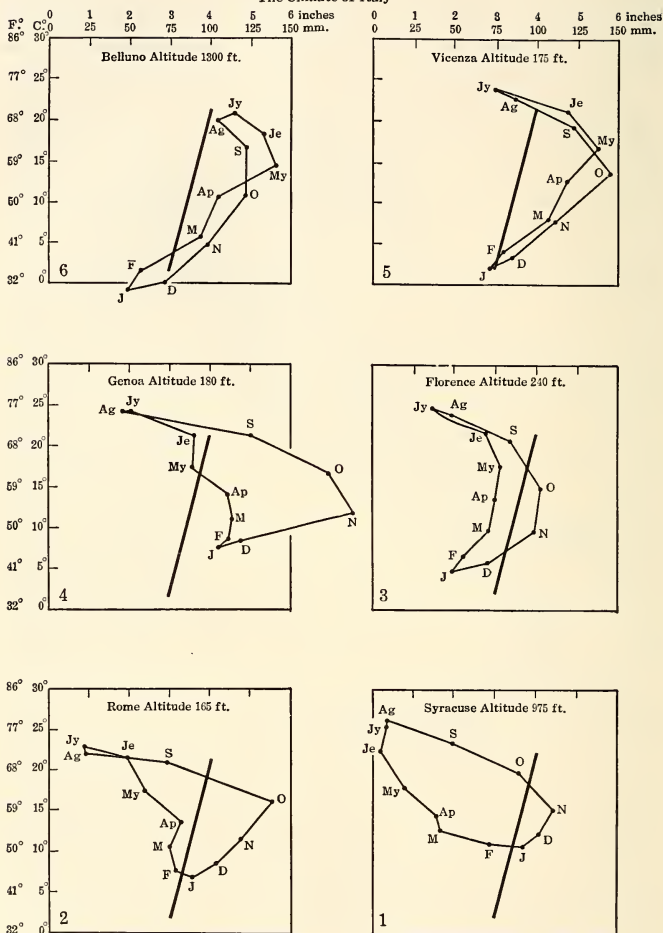 The Climate of Italy
0 1 2 3 4 5 6 inches 0 1 2 3 4 5 6 inches
F.° C.° 0 25 50 75 100 125 150 mm. 0 25 50 75 100 125 150 mm.
86° 30°
Belluno Altitude 1300 ft.
77° 25°
Jy
68° 20°
Ag
Je
S
59° 15°
My
50° 10°
Ap O
M
41° 5°
N
F
32° 0°
6
J D
Vicenza Altitude 175 ft.
Jy
Ag
Je
S
My
O
Ap
M
N
F
D
J
5
86° 30°
Genoa Altitude 180 ft.
77° 25°
Ag Jy
S
68° 20°
Je
My
O
59° 15°
Ap
M
N
50° 10°
F
J D
41° 5°
32° 0°
4
Florence Altitude 240 ft.
Jy Ag
S
Je
My
O
Ap
M
N
F
J D
3
86° 30°
Rome Altitude 165 ft.
77° 25°
Jy
Ag
Je S
68° 20°
My
O
59° 15°
Ap
M
N
50° 10°
F
J
D
41° 5°
32° 0°
2
Syracuse Altitude 975 ft.
Ag
Jy
Je
S
O
My
N
Ap
M
D
F J
1